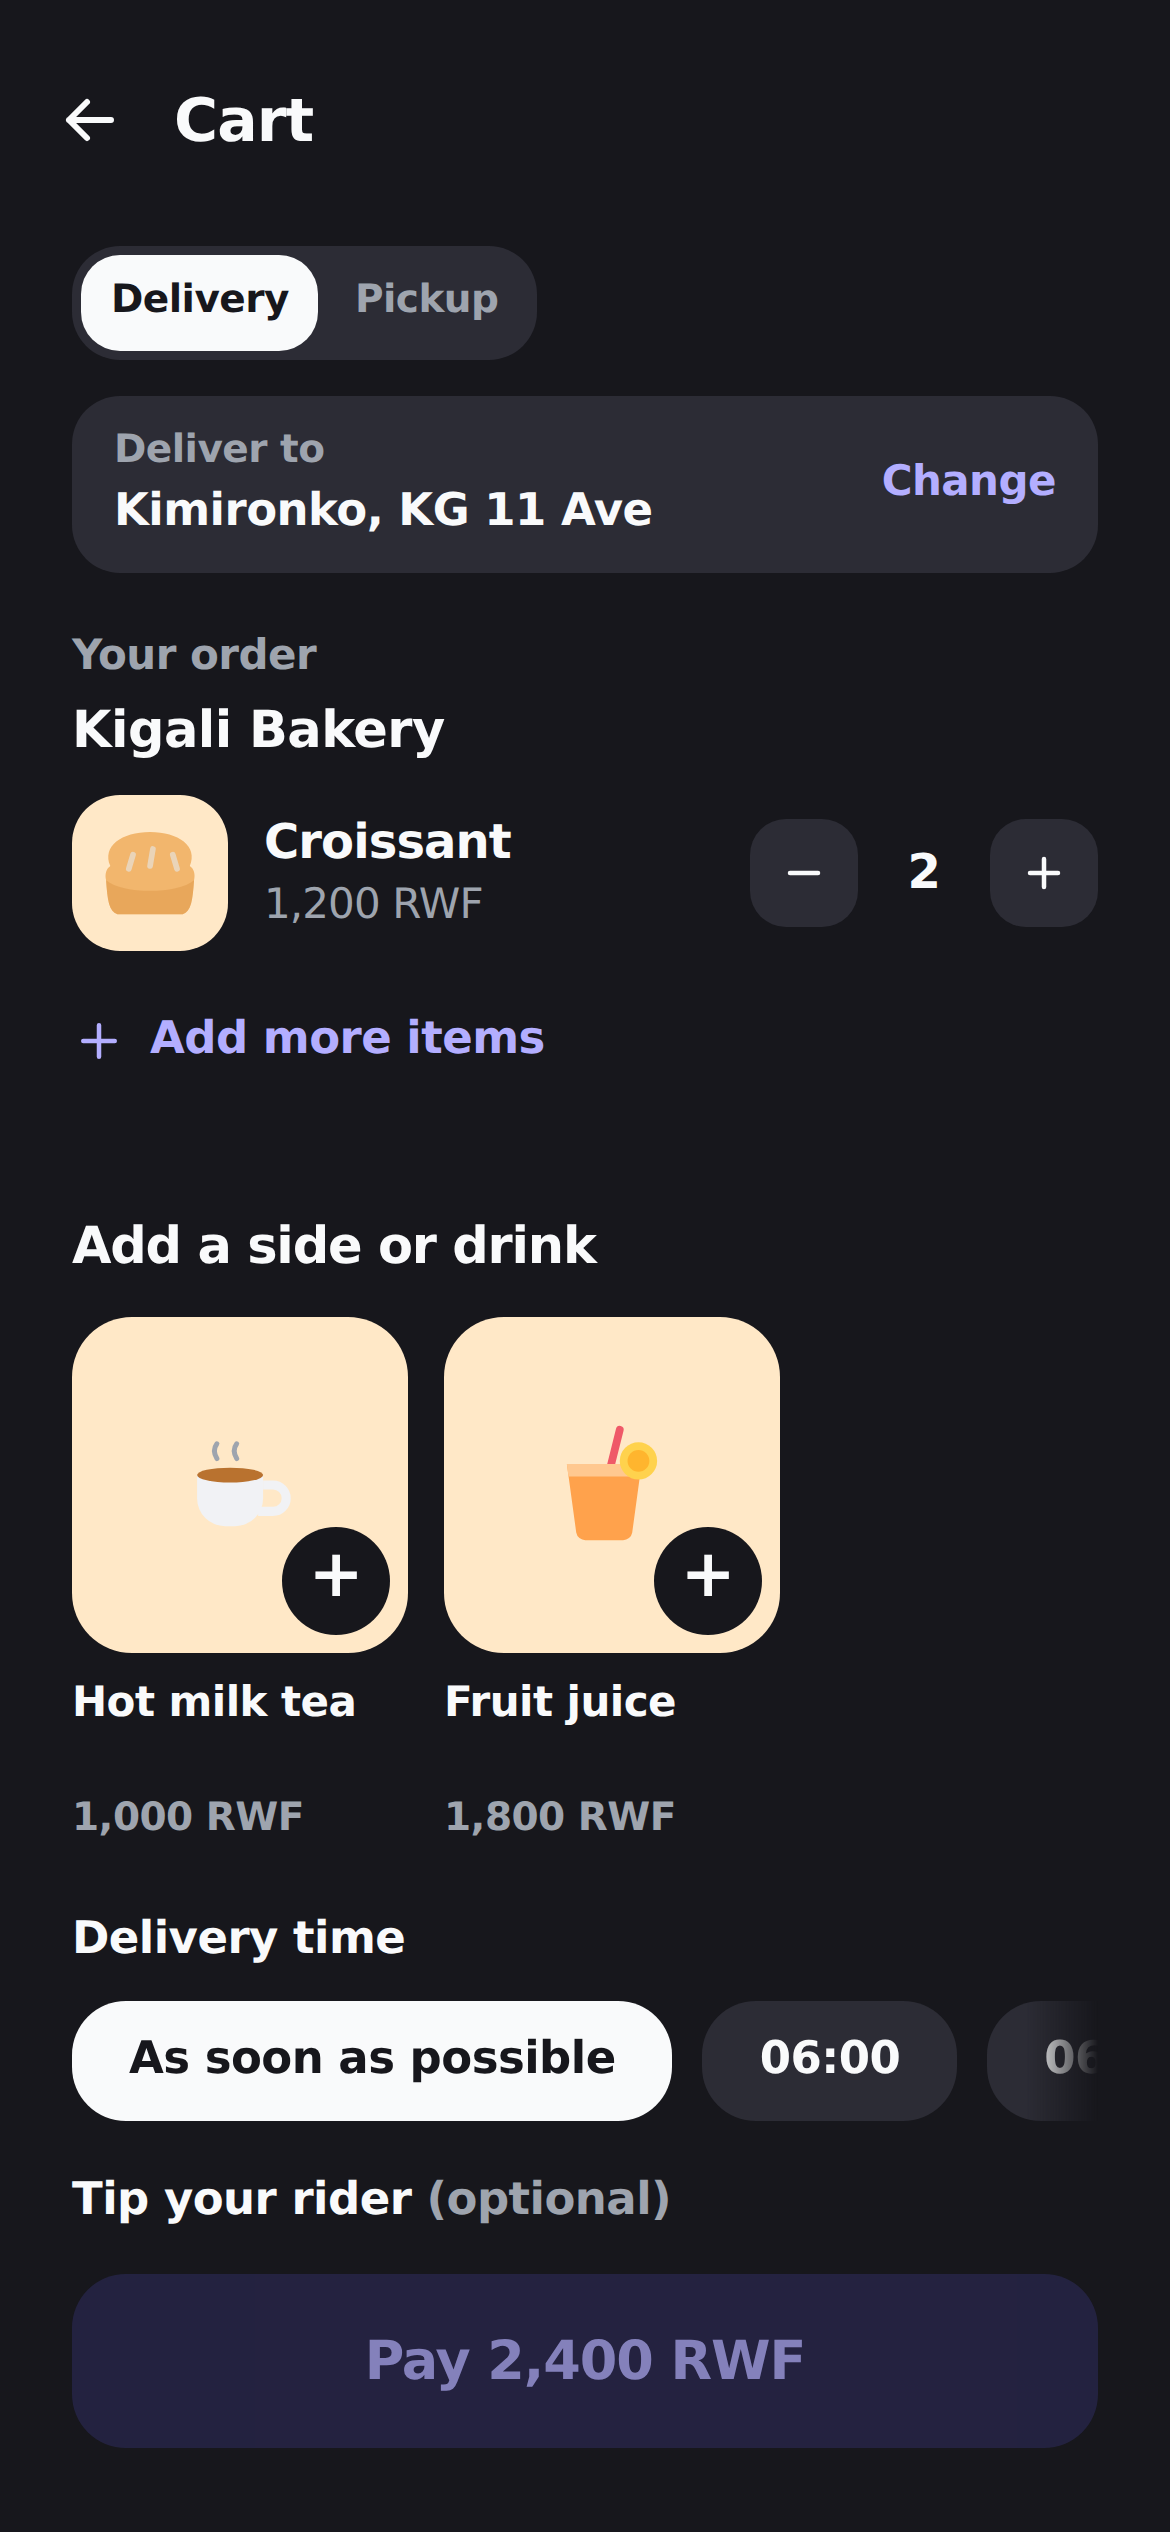 Cart
Delivery
Pickup
Deliver to
Kimironko, KG 11 Ave
Change
Your order
Kigali Bakery
Croissant
1,200 RWF
2
Add more items
Add a side or drink
Hot milk tea
Fruit juice
1,000 RWF
1,800 RWF
Delivery time
As soon as possible
06:00
Tip your rider (optional)
Pay 2,400 RWF